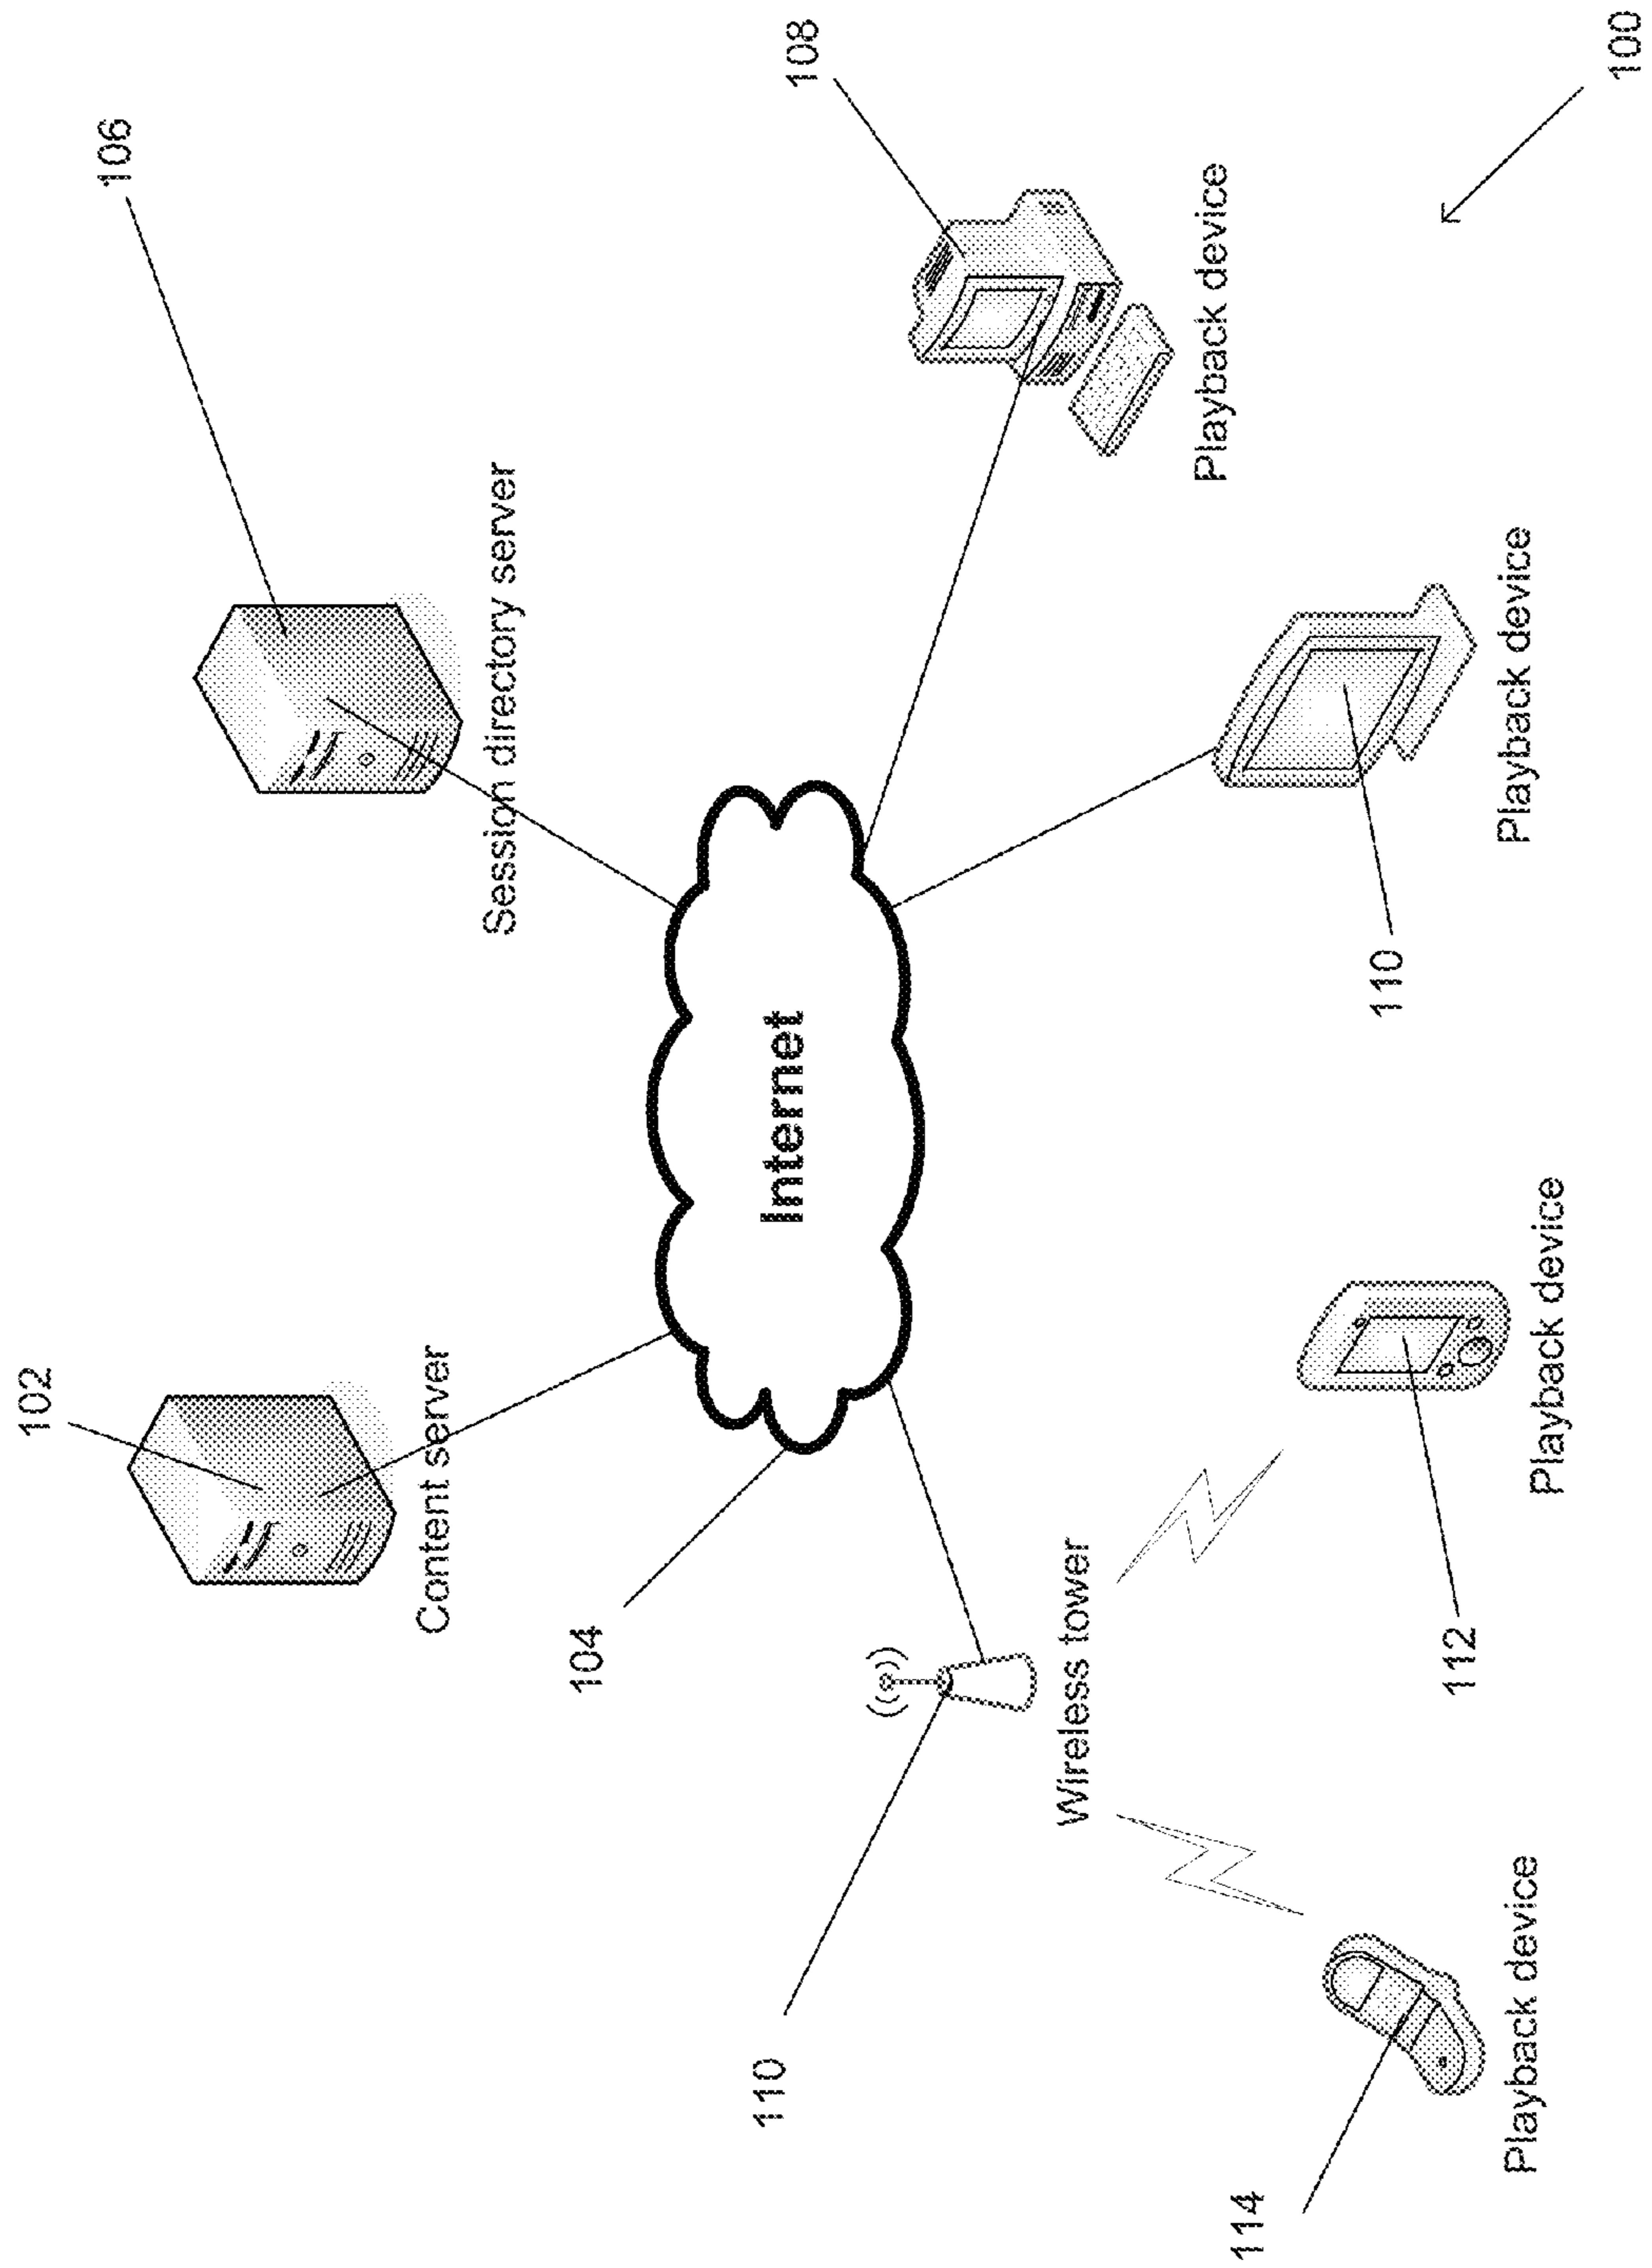 102
106
Content server
Session directory server
104
110
Internet
108
Wireless tower
Playback device
114
110
112
Playback device
Playback device
Playback device
100